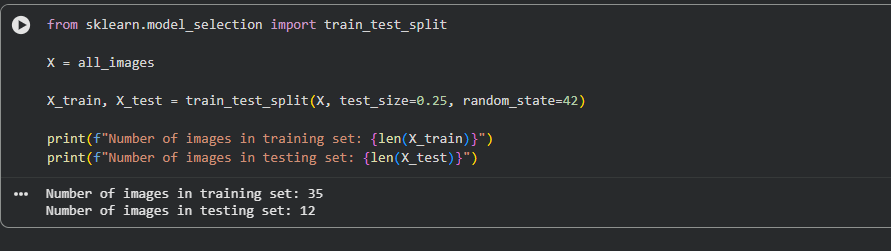 from sklearn.model_selection import train_test_split
X = all_images
X_train, X_test = train_test_split(X, test_size=0.25, random_state=42)
print(f"Number of images in training set: {len(X_train)}")
print(f"Number of images in testing set: {len(X_test)}")
Number of images in training set: 35
Number of images in testing set: 12